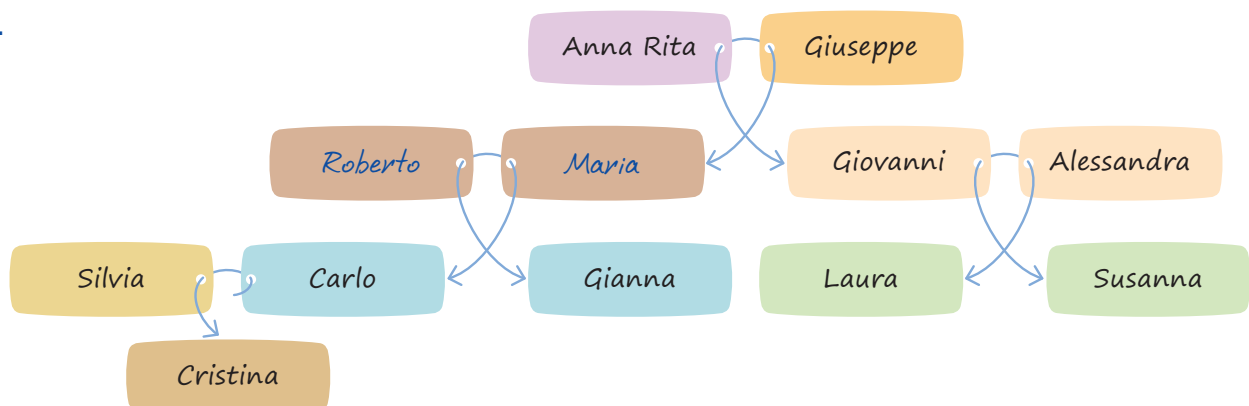 Anna Rita Giuseppe
Roberto Maria Giovanni Alessandra
Silvia Carlo Gianna Laura Susanna
Cristina